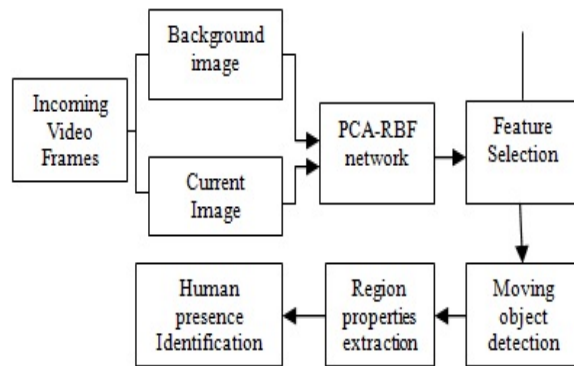 Background
image
Incoming
Video
Frames
PCA-RBF
network
Feature
Selection
Current
Image
Human
presence
Identification
Region
properties
extraction
Moving
object
detection